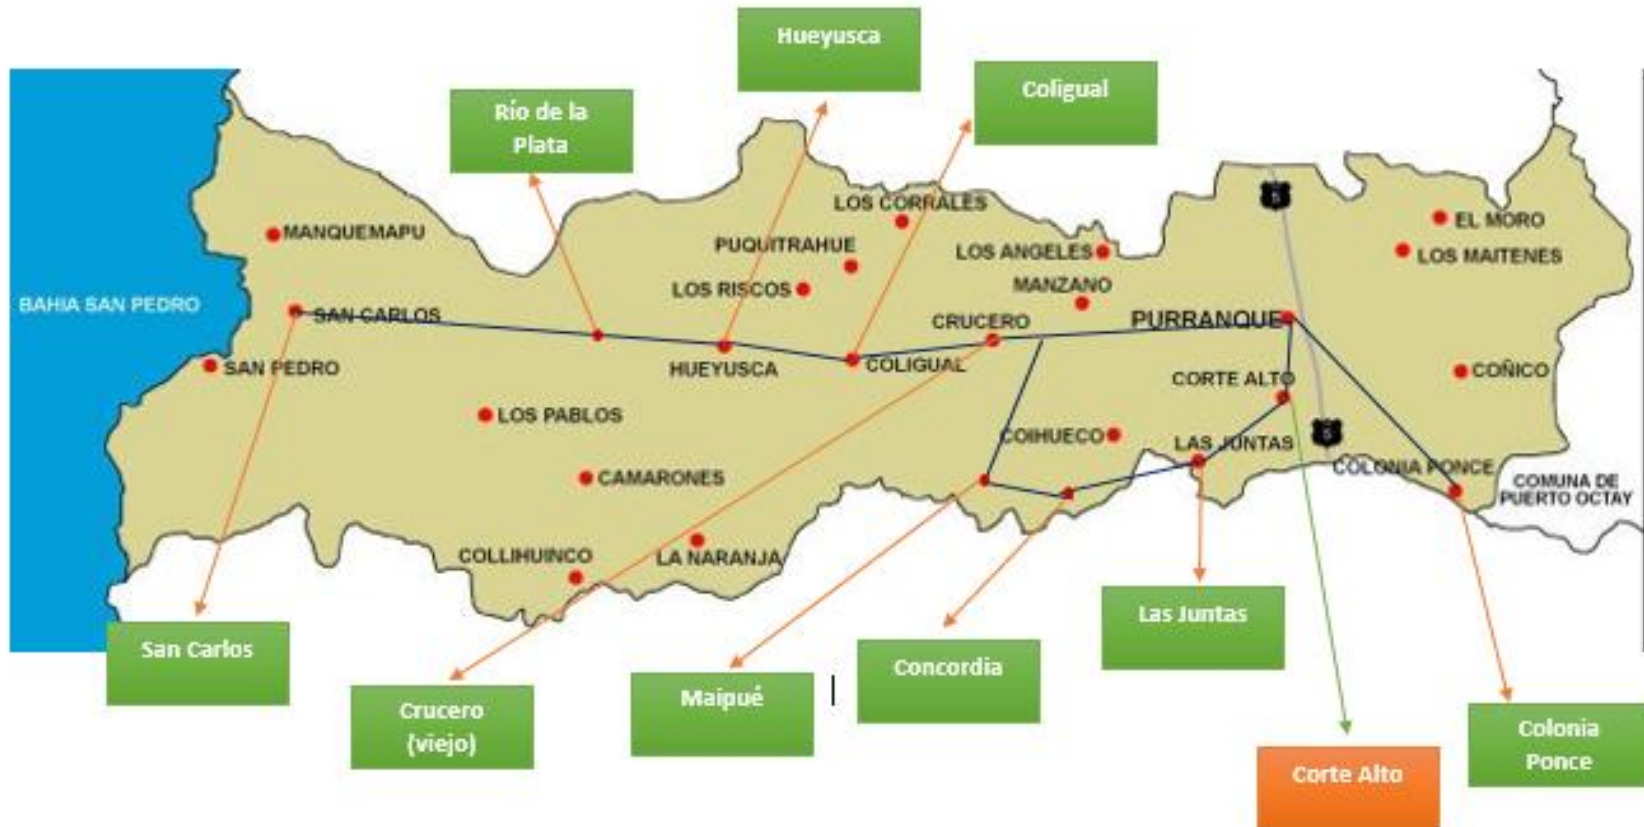 Hueyusca
Coligual
Río de la
Plata
LOS CORRALES
EL MORO
MANQUEMAPU
PUQUITRAHUE
LOS ANGELES
LOS MAITENES
5
BAHIA SAN PEDRO
LOS RISCOS
MANZANO
SAN CARLOS
CRUCERO
PURRANQUE
SAN PEDRO
HUEYUSCA
COLIGUAL
CORTE ALTO
COÑICO
LOS PABLOS
COIHUECO
LAS JUNTAS
5
CAMARONES
COLONIA PONCE
COMUNA DE
PUERTO OCTAY
COLLIHUINCO
LA NARANJA
San Carlos
Crucero
(viejo)
Maipué
Concordia
Las Juntas
Corte Alto
Colonia
Ponce